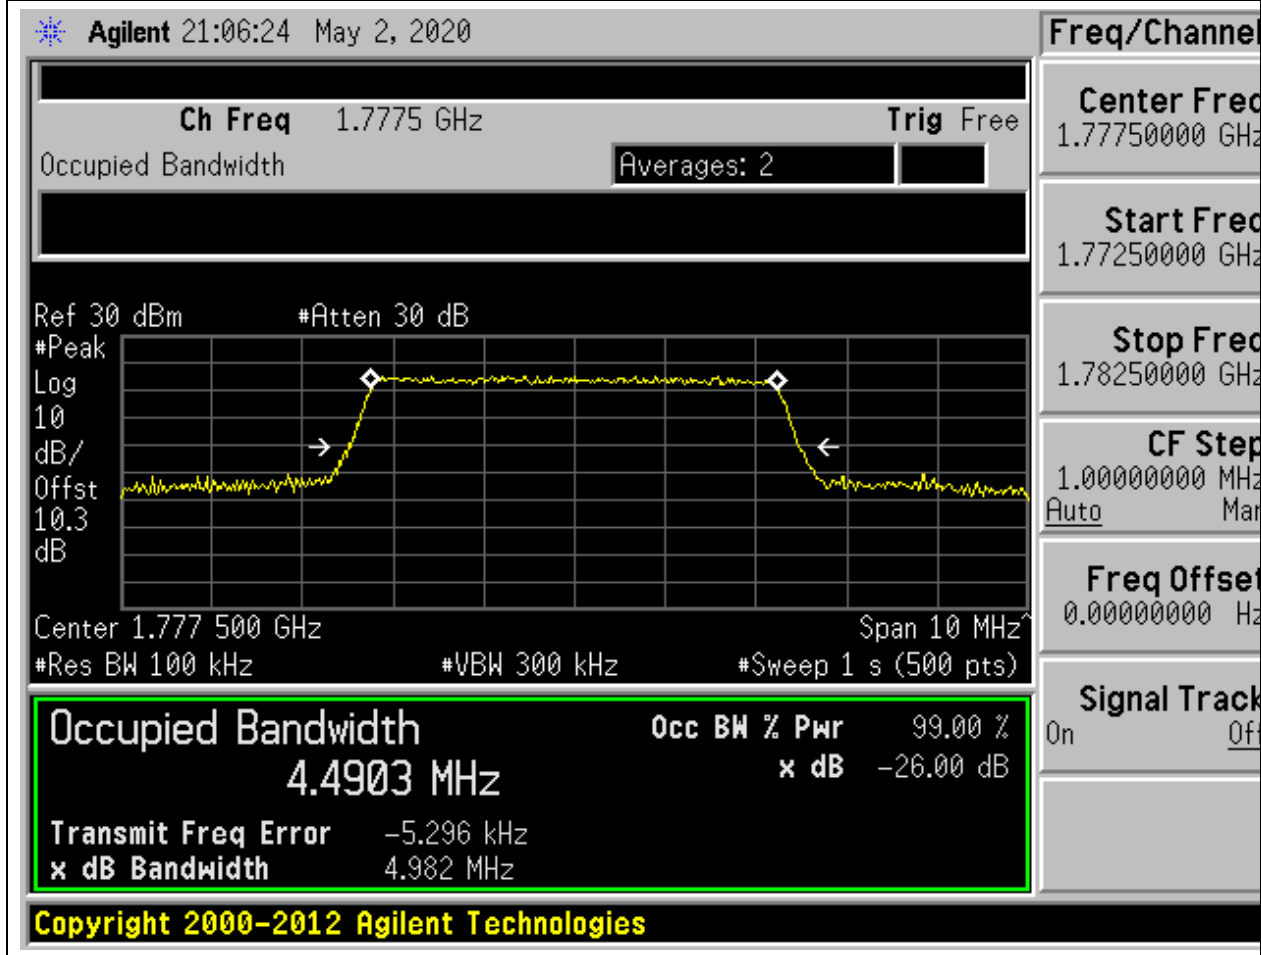 Agilent 21:06:24 May 2, 2020
Freq/Channel
Ch Freq 1.7775 GHz Trig Free
Occupied Bandwidth Averages: 2
Center Freq
1.77750000 GHz
Start Freq
1.77250000 GHz
Stop Freq
1.78250000 GHz
CF Step
1.00000000 MHz
Auto Man
Freq Offset
0.00000000 Hz
Signal Track
On Off
Ref 30 dBm #Atten 30 dB
#Peak
Log
10
dB/
Offst
10.3
dB
Center 1.777 500 GHz Span 10 MHz^
#Res BW 100 kHz #VBW 300 kHz #Sweep 1 s (500 pts)
Occupied Bandwidth Occ BW % Pwr 99.00 %
4.4903 MHz x dB -26.00 dB
Transmit Freq Error -5.296 kHz
x dB Bandwidth 4.982 MHz
Copyright 2000-2012 Agilent Technologies